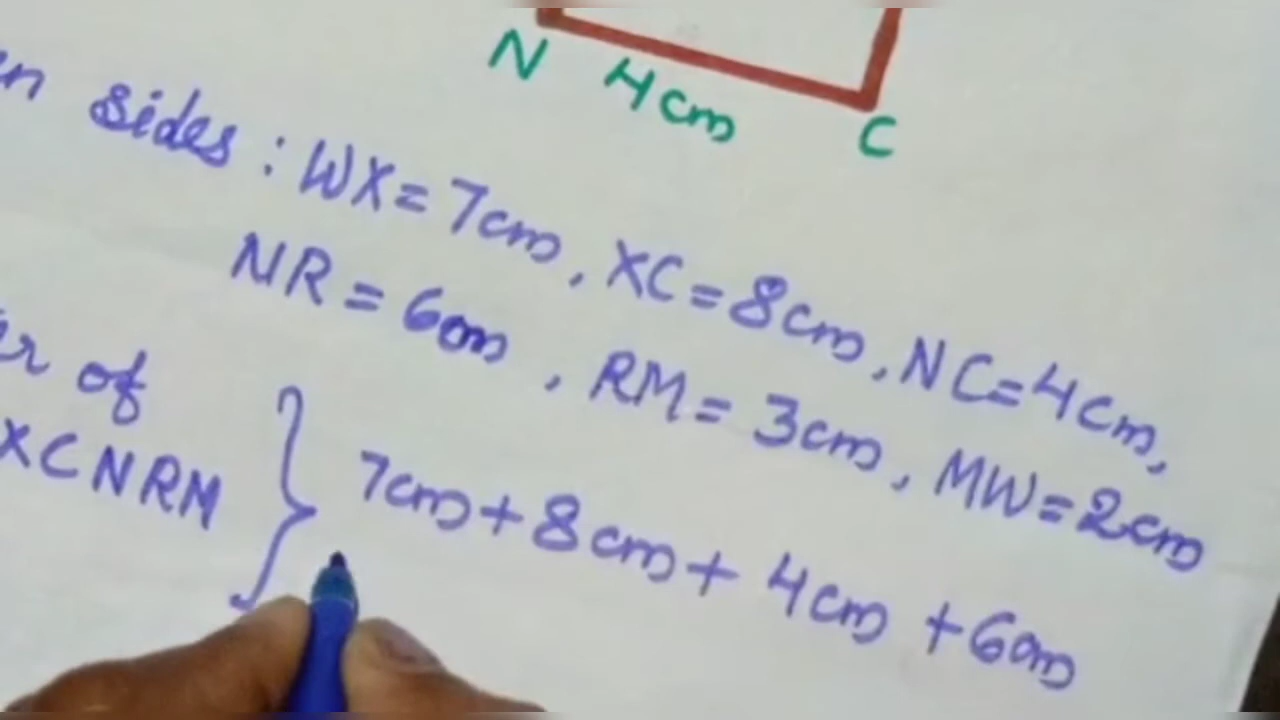 N 4cm C
sides : WX = 7cm, XC = 8cm, NC = 4cm,
NR = 6cm, RM = 3cm, MW = 2cm
of
XCNRM } 7cm + 8cm + 4cm + 6cm